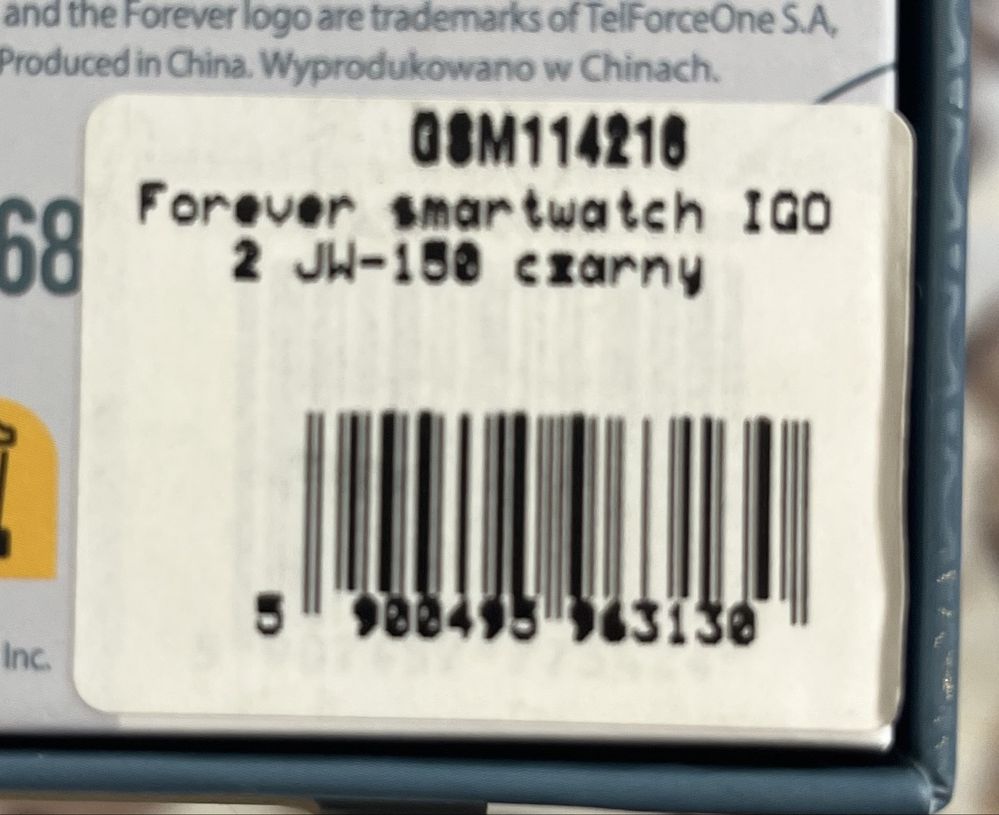 and the Forever logo are trademarks of TelForceOne S.A,
Produced in China. Wyprodukowano w Chinach.
GSM114216
Forever smartwatch IGO
2 JW-150 czarny
68
5 900495 963130
Inc.